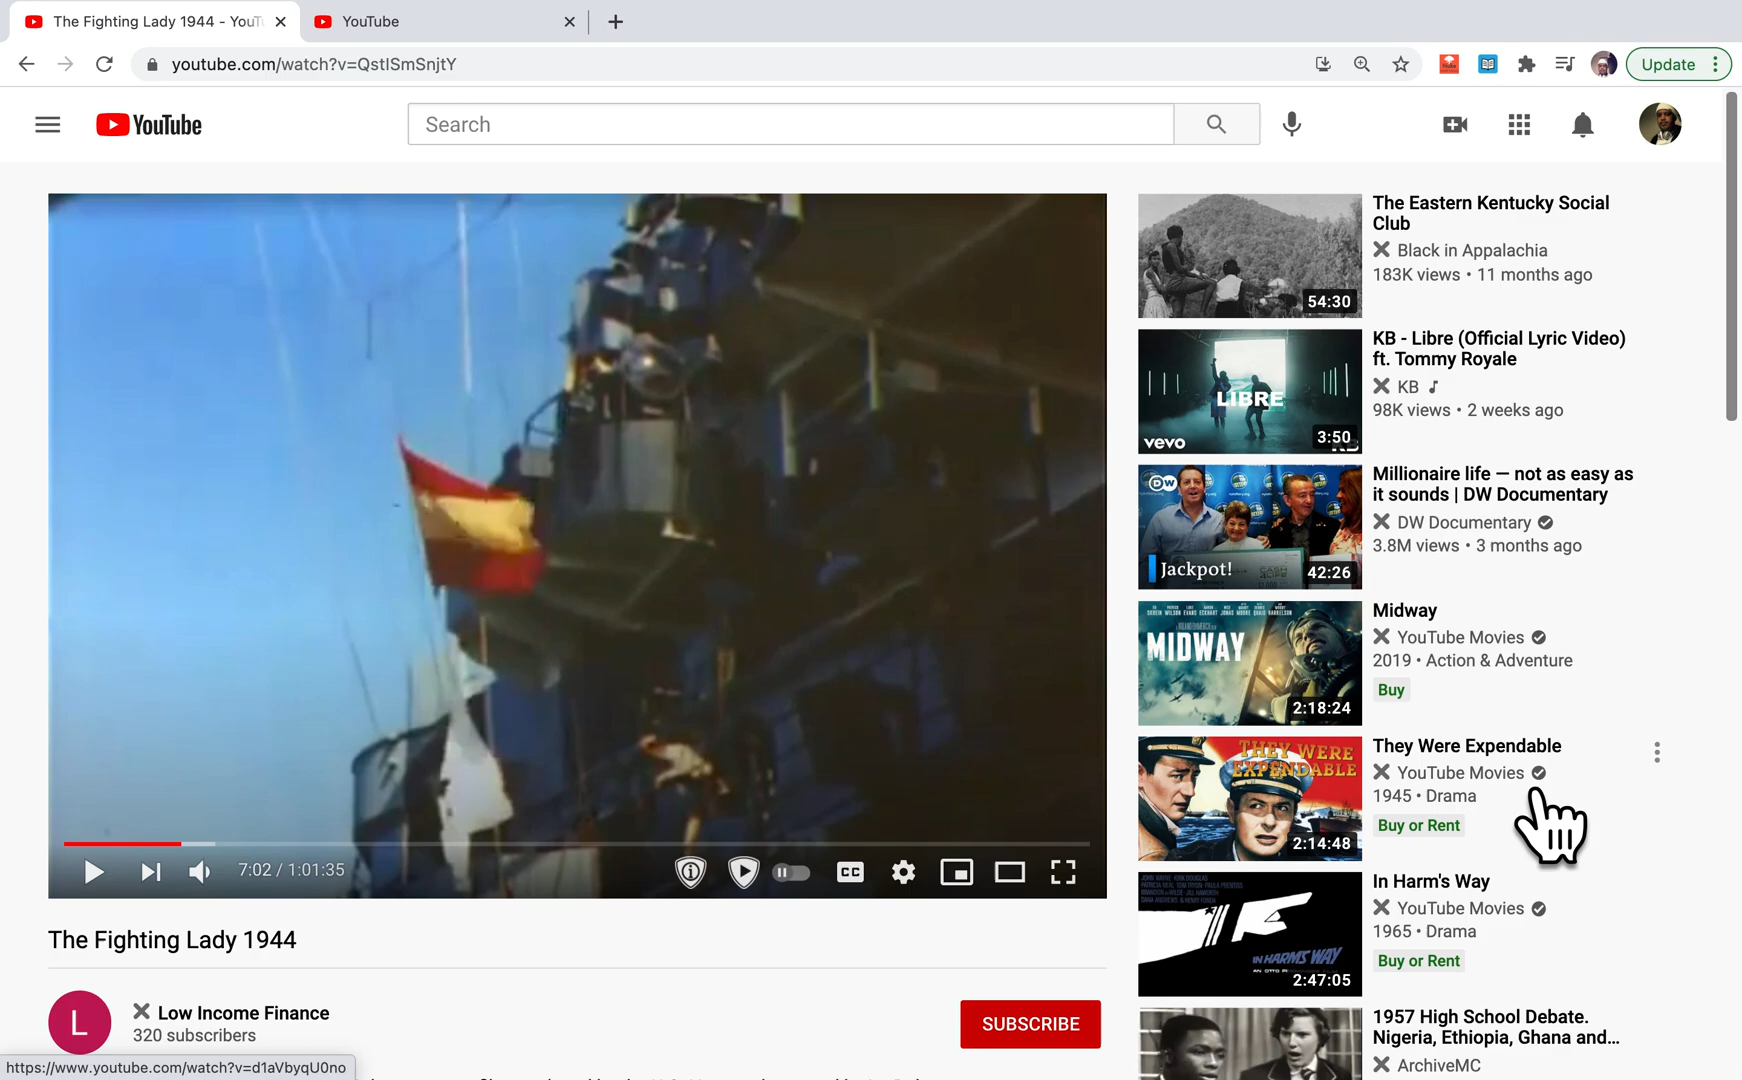 The Fighting Lady 1944 - YouT
YouTube
youtube.com/watch?v=QstISmSnjtY
Update
YouTube
Search
The Eastern Kentucky Social
Club
Black in Appalachia
183K views • 11 months ago
54:30
KB - Libre (Official Lyric Video)
ft. Tommy Royale
KB
98K views • 2 weeks ago
LIBRE
vevo
3:50
KB
Millionaire life — not as easy as
it sounds | DW Documentary
DW Documentary
3.8M views • 3 months ago
DW
Jackpot!
42:26
Midway
YouTube Movies
2019 • Action & Adventure
Buy
MIDWAY
2:18:24
They Were Expendable
YouTube Movies
1945 • Drama
Buy or Rent
THEY WERE
EXPENDABLE
2:14:48
In Harm's Way
YouTube Movies
1965 • Drama
Buy or Rent
IN HARM'S WAY
2:47:05
1957 High School Debate.
Nigeria, Ethiopia, Ghana and...
ArchiveMC
7:02 / 1:01:35
CC
The Fighting Lady 1944
L
Low Income Finance
320 subscribers
SUBSCRIBE
https://www.youtube.com/watch?v=d1aVbyqU0no